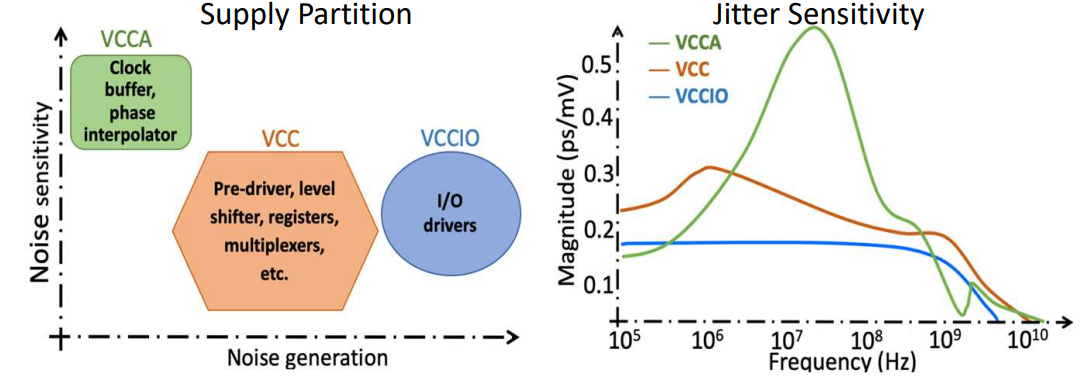 Supply Partition
VCCA
Clock
buffer,
phase
interpolator
VCC
Pre-driver, level
shifter, registers,
multiplexers,
etc.
VCCIO
I/O
drivers
Noise sensitivity
Noise generation
Jitter Sensitivity
VCCA
VCC
VCCIO
Magnitude (ps/mV)
0.5
0.4
0.3
0.2
0.1
10⁵ 10⁶ 10⁷ 10⁸ 10⁹ 10¹⁰
Frequency (Hz)